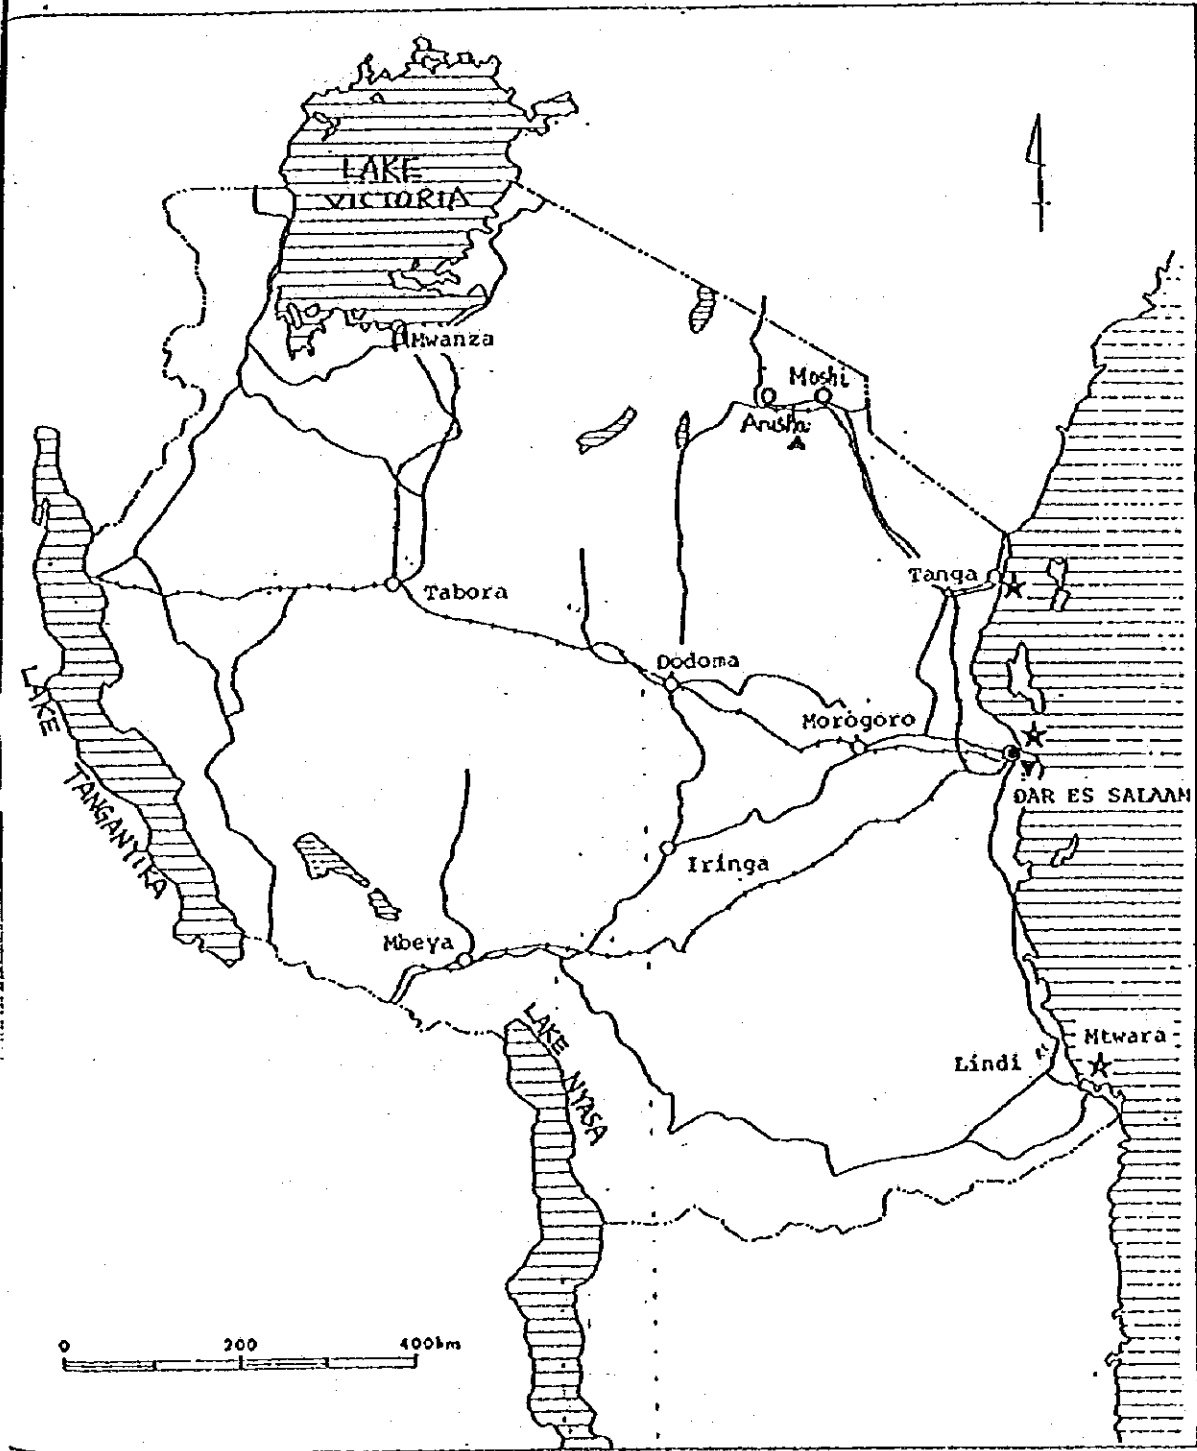 LAKE
VICTORIA
Mwanza
Moshi
Arusha
Tanga
Tabora
Dodoma
Morogoro
LAKE
TANGANYIKA
DAR ES SALAAM
Iringa
Mbeya
LAKE
NYASA
Mtwara
Lindi
0 200 400km